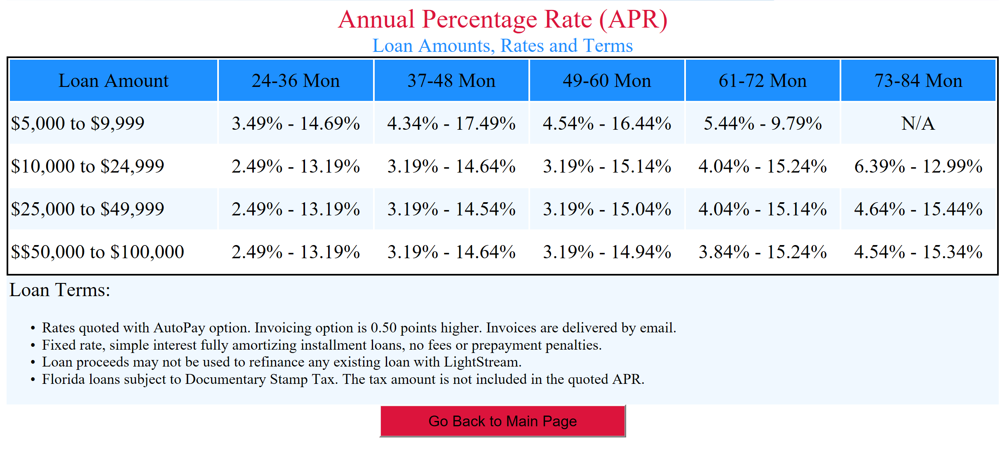 Annual Percentage Rate (APR)
Loan Amounts, Rates and Terms
Loan Amount 24-36 Mon 37-48 Mon 49-60 Mon 61-72 Mon 73-84 Mon
$5,000 to $9,999 3.49% - 14.69% 4.34% - 17.49% 4.54% - 16.44% 5.44% - 9.79% N/A
$10,000 to $24,999 2.49% - 13.19% 3.19% - 14.64% 3.19% - 15.14% 4.04% - 15.24% 6.39% - 12.99%
$25,000 to $49,999 2.49% - 13.19% 3.19% - 14.54% 3.19% - 15.04% 4.04% - 15.14% 4.64% - 15.44%
$$50,000 to $100,000 2.49% - 13.19% 3.19% - 14.64% 3.19% - 14.94% 3.84% - 15.24% 4.54% - 15.34%
Loan Terms:
• Rates quoted with AutoPay option. Invoicing option is 0.50 points higher. Invoices are delivered by email.
• Fixed rate, simple interest fully amortizing installment loans, no fees or prepayment penalties.
• Loan proceeds may not be used to refinance any existing loan with LightStream.
• Florida loans subject to Documentary Stamp Tax. The tax amount is not included in the quoted APR.
Go Back to Main Page